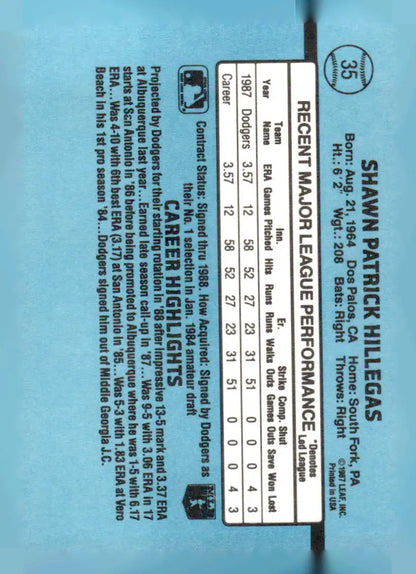 35
SHAWN PATRICK HILLEGAS
Born: Aug. 21, 1964 Dos Palos, CA Home: South Fork, PA
Ht.: 6'2" Wgt.: 208 Bats: Right Throws: Right
© 1987 LEAF, INC.
Printed in USA
RECENT MAJOR LEAGUE PERFORMANCE *Denotes Led League
Team Inn. Er. Strike Comp. Shut
Year Name ERA Games Pitched Hits Runs Runs Walks Outs Games Outs Save Won Lost
1987 Dodgers 3.57 12 58 52 27 23 31 51 0 0 0 4 3
Career 3.57 12 58 52 27 23 31 51 0 0 0 4 3
Contract Status: Signed thru 1988. How Acquired: Signed by Dodgers as
their No. 1 selection in Jan. 1984 amateur draft
CAREER HIGHLIGHTS
Projected by Dodgers for their starting rotation in '88 after impressive 13-5 mark and 3.37 ERA
at Albuquerque last year... Earned late season call-up in '87... Was 9-5 with 3.06 ERA in 17
starts at San Antonio in '86 before being promoted to Albuquerque where he was 1-5 with 6.17
ERA... Was 4-10 with 6th best ERA (3.17) at San Antonio in '85... Was 5-3 with 1.83 ERA at Vero
Beach in his 1st pro season '84... Dodgers signed him out of Middle Georgia J.C.